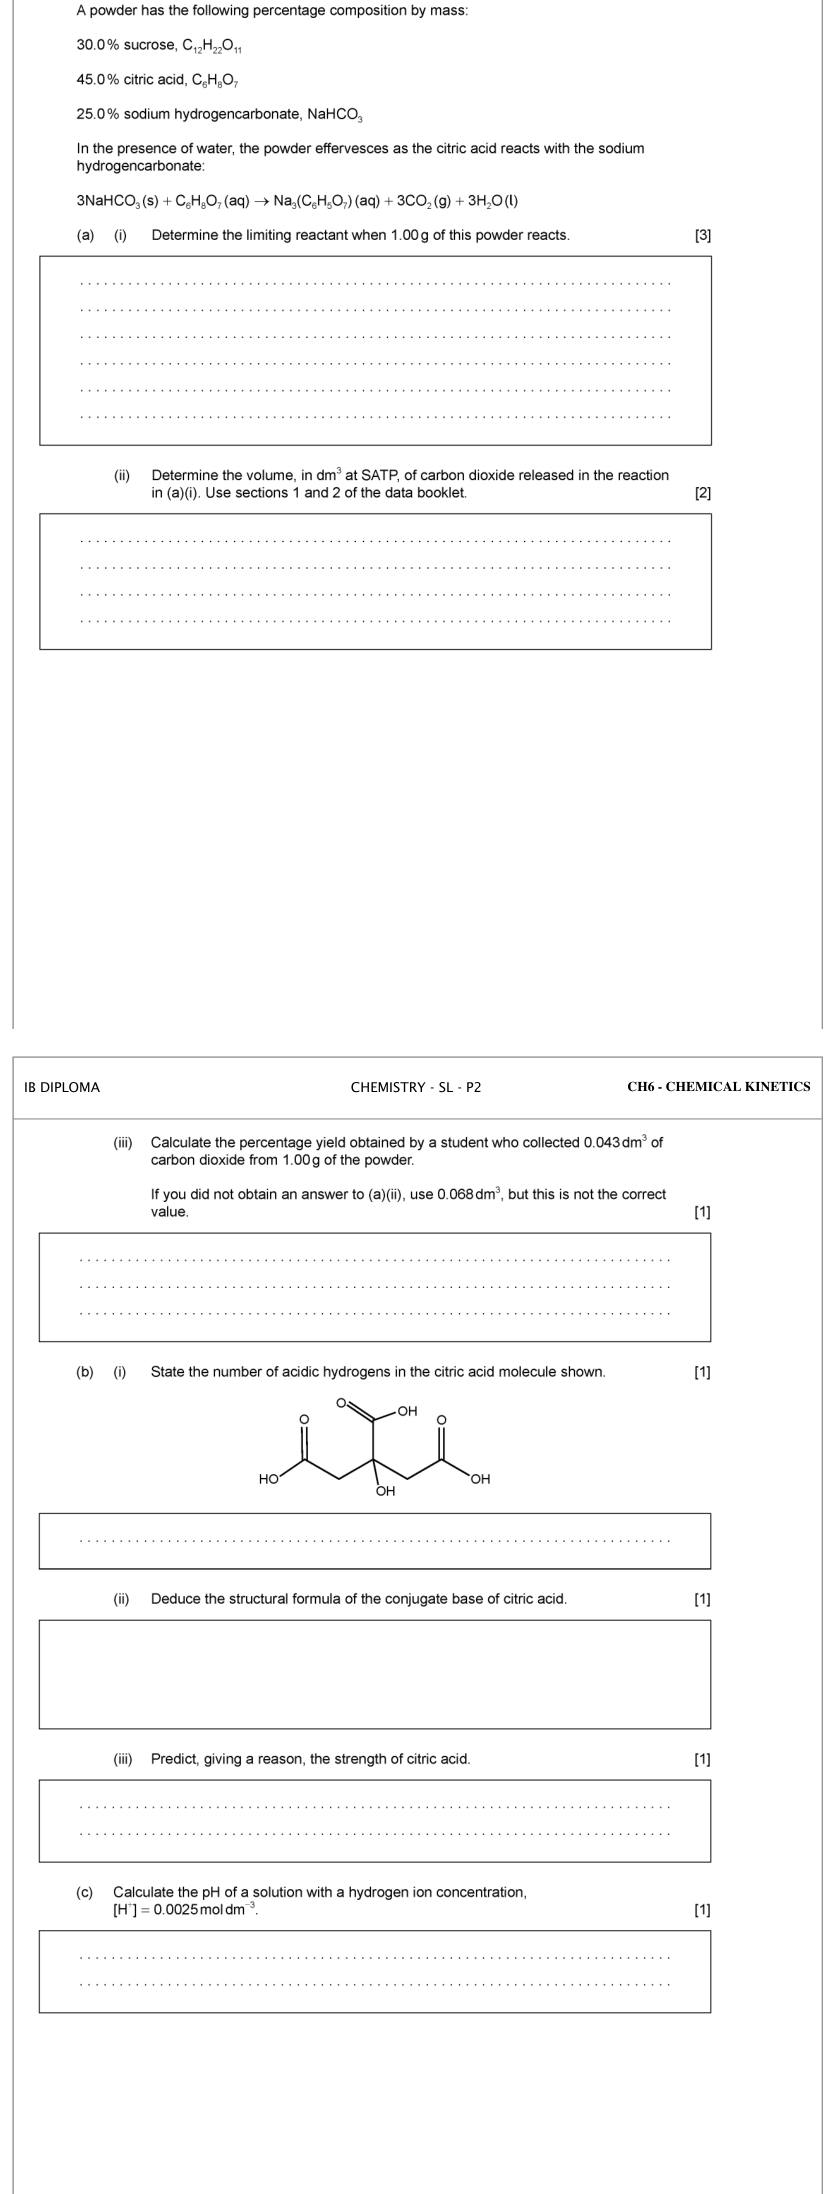 A powder has the following percentage composition by mass:
30.0% sucrose, C₁₂H₂₂O₁₁
45.0% citric acid, C₆H₈O₇
25.0% sodium hydrogencarbonate, NaHCO₃
In the presence of water, the powder effervesces as the citric acid reacts with the sodium
hydrogencarbonate:
3NaHCO₃(s) + C₆H₈O₇(aq) → Na₃(C₆H₅O₇)(aq) + 3CO₂(g) + 3H₂O(l)
(a) (i) Determine the limiting reactant when 1.00g of this powder reacts. [3]
(ii) Determine the volume, in dm³ at SATP, of carbon dioxide released in the reaction
in (a)(i). Use sections 1 and 2 of the data booklet. [2]
IB DIPLOMA CHEMISTRY - SL - P2 CH6 - CHEMICAL KINETICS
(iii) Calculate the percentage yield obtained by a student who collected 0.043dm³ of
carbon dioxide from 1.00g of the powder.
If you did not obtain an answer to (a)(ii), use 0.068dm³, but this is not the correct
value. [1]
(b) (i) State the number of acidic hydrogens in the citric acid molecule shown. [1]
O OH
O O
HO OH
OH
(ii) Deduce the structural formula of the conjugate base of citric acid. [1]
(iii) Predict, giving a reason, the strength of citric acid. [1]
(c) Calculate the pH of a solution with a hydrogen ion concentration,
[H⁺] = 0.0025moldm⁻³. [1]